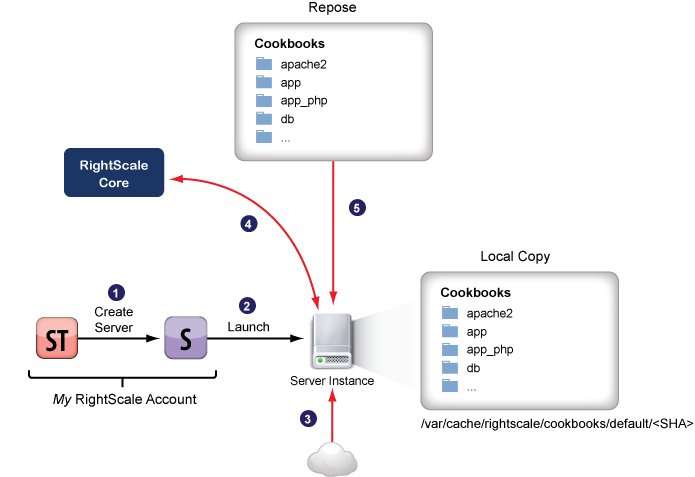 Repose
Cookbooks
apache2
app
app_php
db
...
RightScale
Core
4
5
Local Copy
Cookbooks
apache2
app
app_php
db
...
1
Create
Server
2
Launch
ST
S
Server Instance
My RightScale Account
3
/var/cache/rightscale/cookbooks/default/<SHA>